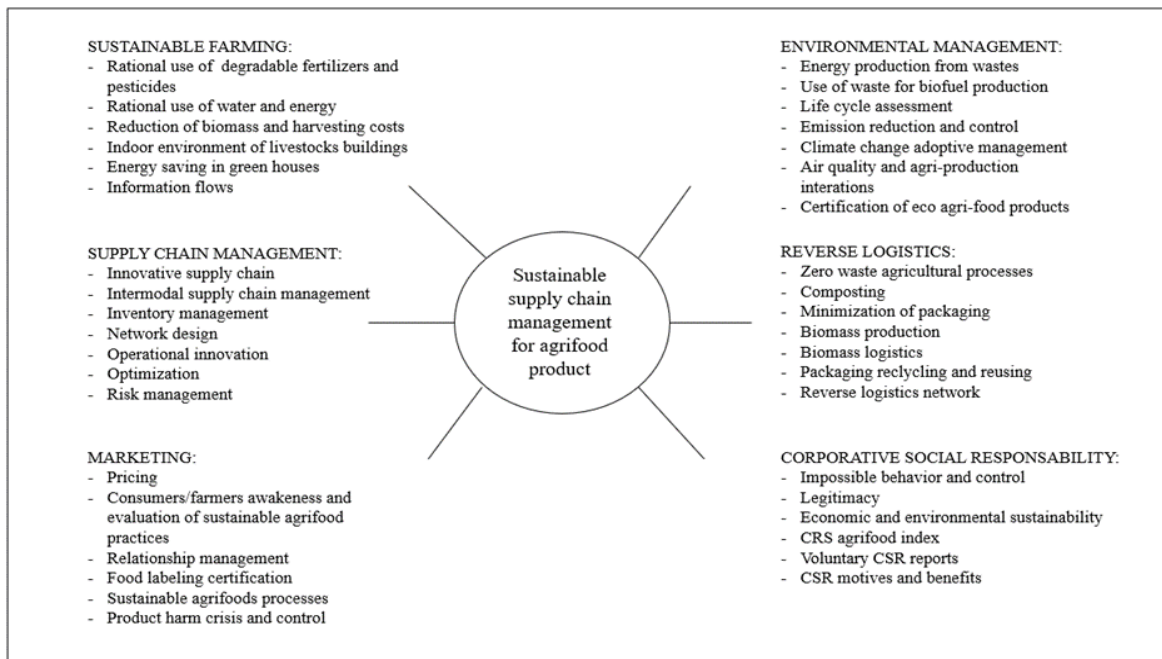 SUSTAINABLE FARMING:
- Rational use of degradable fertilizers and
pesticides
- Rational use of water and energy
- Reduction of biomass and harvesting costs
- Indoor environment of livestocks buildings
- Energy saving in green houses
- Information flows
SUPPLY CHAIN MANAGEMENT:
- Innovative supply chain
- Intermodal supply chain management
- Inventory management
- Network design
- Operational innovation
- Optimization
- Risk management
MARKETING:
- Pricing
- Consumers/farmers awakeness and
evaluation of sustainable agrifood
practices
- Relationship management
- Food labeling certification
- Sustainable agrifoods processes
- Product harm crisis and control
Sustainable
supply chain
management
for agrifood
product
ENVIRONMENTAL MANAGEMENT:
- Energy production from wastes
- Use of waste for biofuel production
- Life cycle assessment
- Emission reduction and control
- Climate change adoptive management
- Air quality and agri-production
interations
- Certification of eco agri-food products
REVERSE LOGISTICS:
- Zero waste agricultural processes
- Composting
- Minimization of packaging
- Biomass production
- Biomass logistics
- Packaging reclycling and reusing
- Reverse logistics network
CORPORATIVE SOCIAL RESPONSABILITY:
- Impossible behavior and control
- Legitimacy
- Economic and environmental sustainability
- CRS agrifood index
- Voluntary CSR reports
- CSR motives and benefits